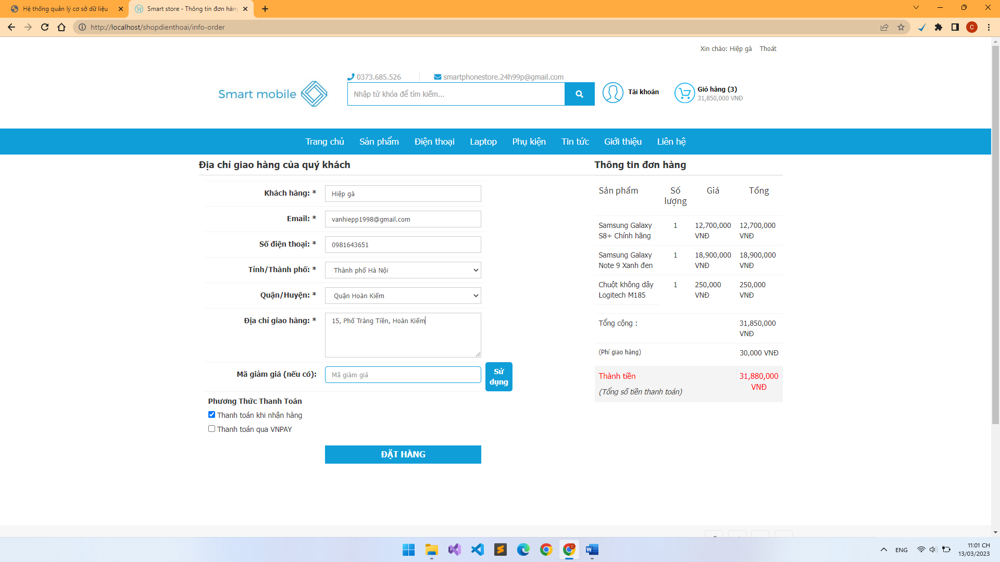 Hệ thống quản lý cơ sở dữ liệu
Smart store - Thông tin đơn hàng
http://localhost/shopdienthoai/info-order
C
Xin chào: Hiệp gà Thoát
0373.685.526 smartphonestore.24h99p@gmail.com
Smart mobile
Nhập từ khóa để tìm kiếm...
Tài khoản
Giỏ hàng (3)
31,850,000 VNĐ
Trang chủ Sản phẩm Điện thoại Laptop Phụ kiện Tin tức Giới thiệu Liên hệ
Địa chỉ giao hàng của quý khách
Khách hàng: * Hiệp gà
Email: * vanhiepp1998@gmail.com
Số điện thoại: * 0981643651
Tỉnh/Thành phố: * Thành phố Hà Nội
Quận/Huyện: * Quận Hoàn Kiếm
Địa chỉ giao hàng: * 15, Phố Tràng Tiền, Hoàn Kiếm
Mã giảm giá (nếu có): Mã giảm giá
Sử
dụng
Phương Thức Thanh Toán
Thanh toán khi nhận hàng
Thanh toán qua VNPAY
ĐẶT HÀNG
Thông tin đơn hàng
Sản phẩm Số Giá Tổng
lượng
Samsung Galaxy 1 12,700,000 12,700,000
S8+ Chính hãng VNĐ VNĐ
Samsung Galaxy 1 18,900,000 18,900,000
Note 9 Xanh đen VNĐ VNĐ
Chuột không dây 1 250,000 250,000
Logitech M185 VNĐ VNĐ
Tổng cộng : 31,850,000
VNĐ
(Phí giao hàng) 30,000 VNĐ
Thành tiền 31,880,000
VNĐ
(Tổng số tiền thanh toán)
ENG
11:01 CH
13/03/2023